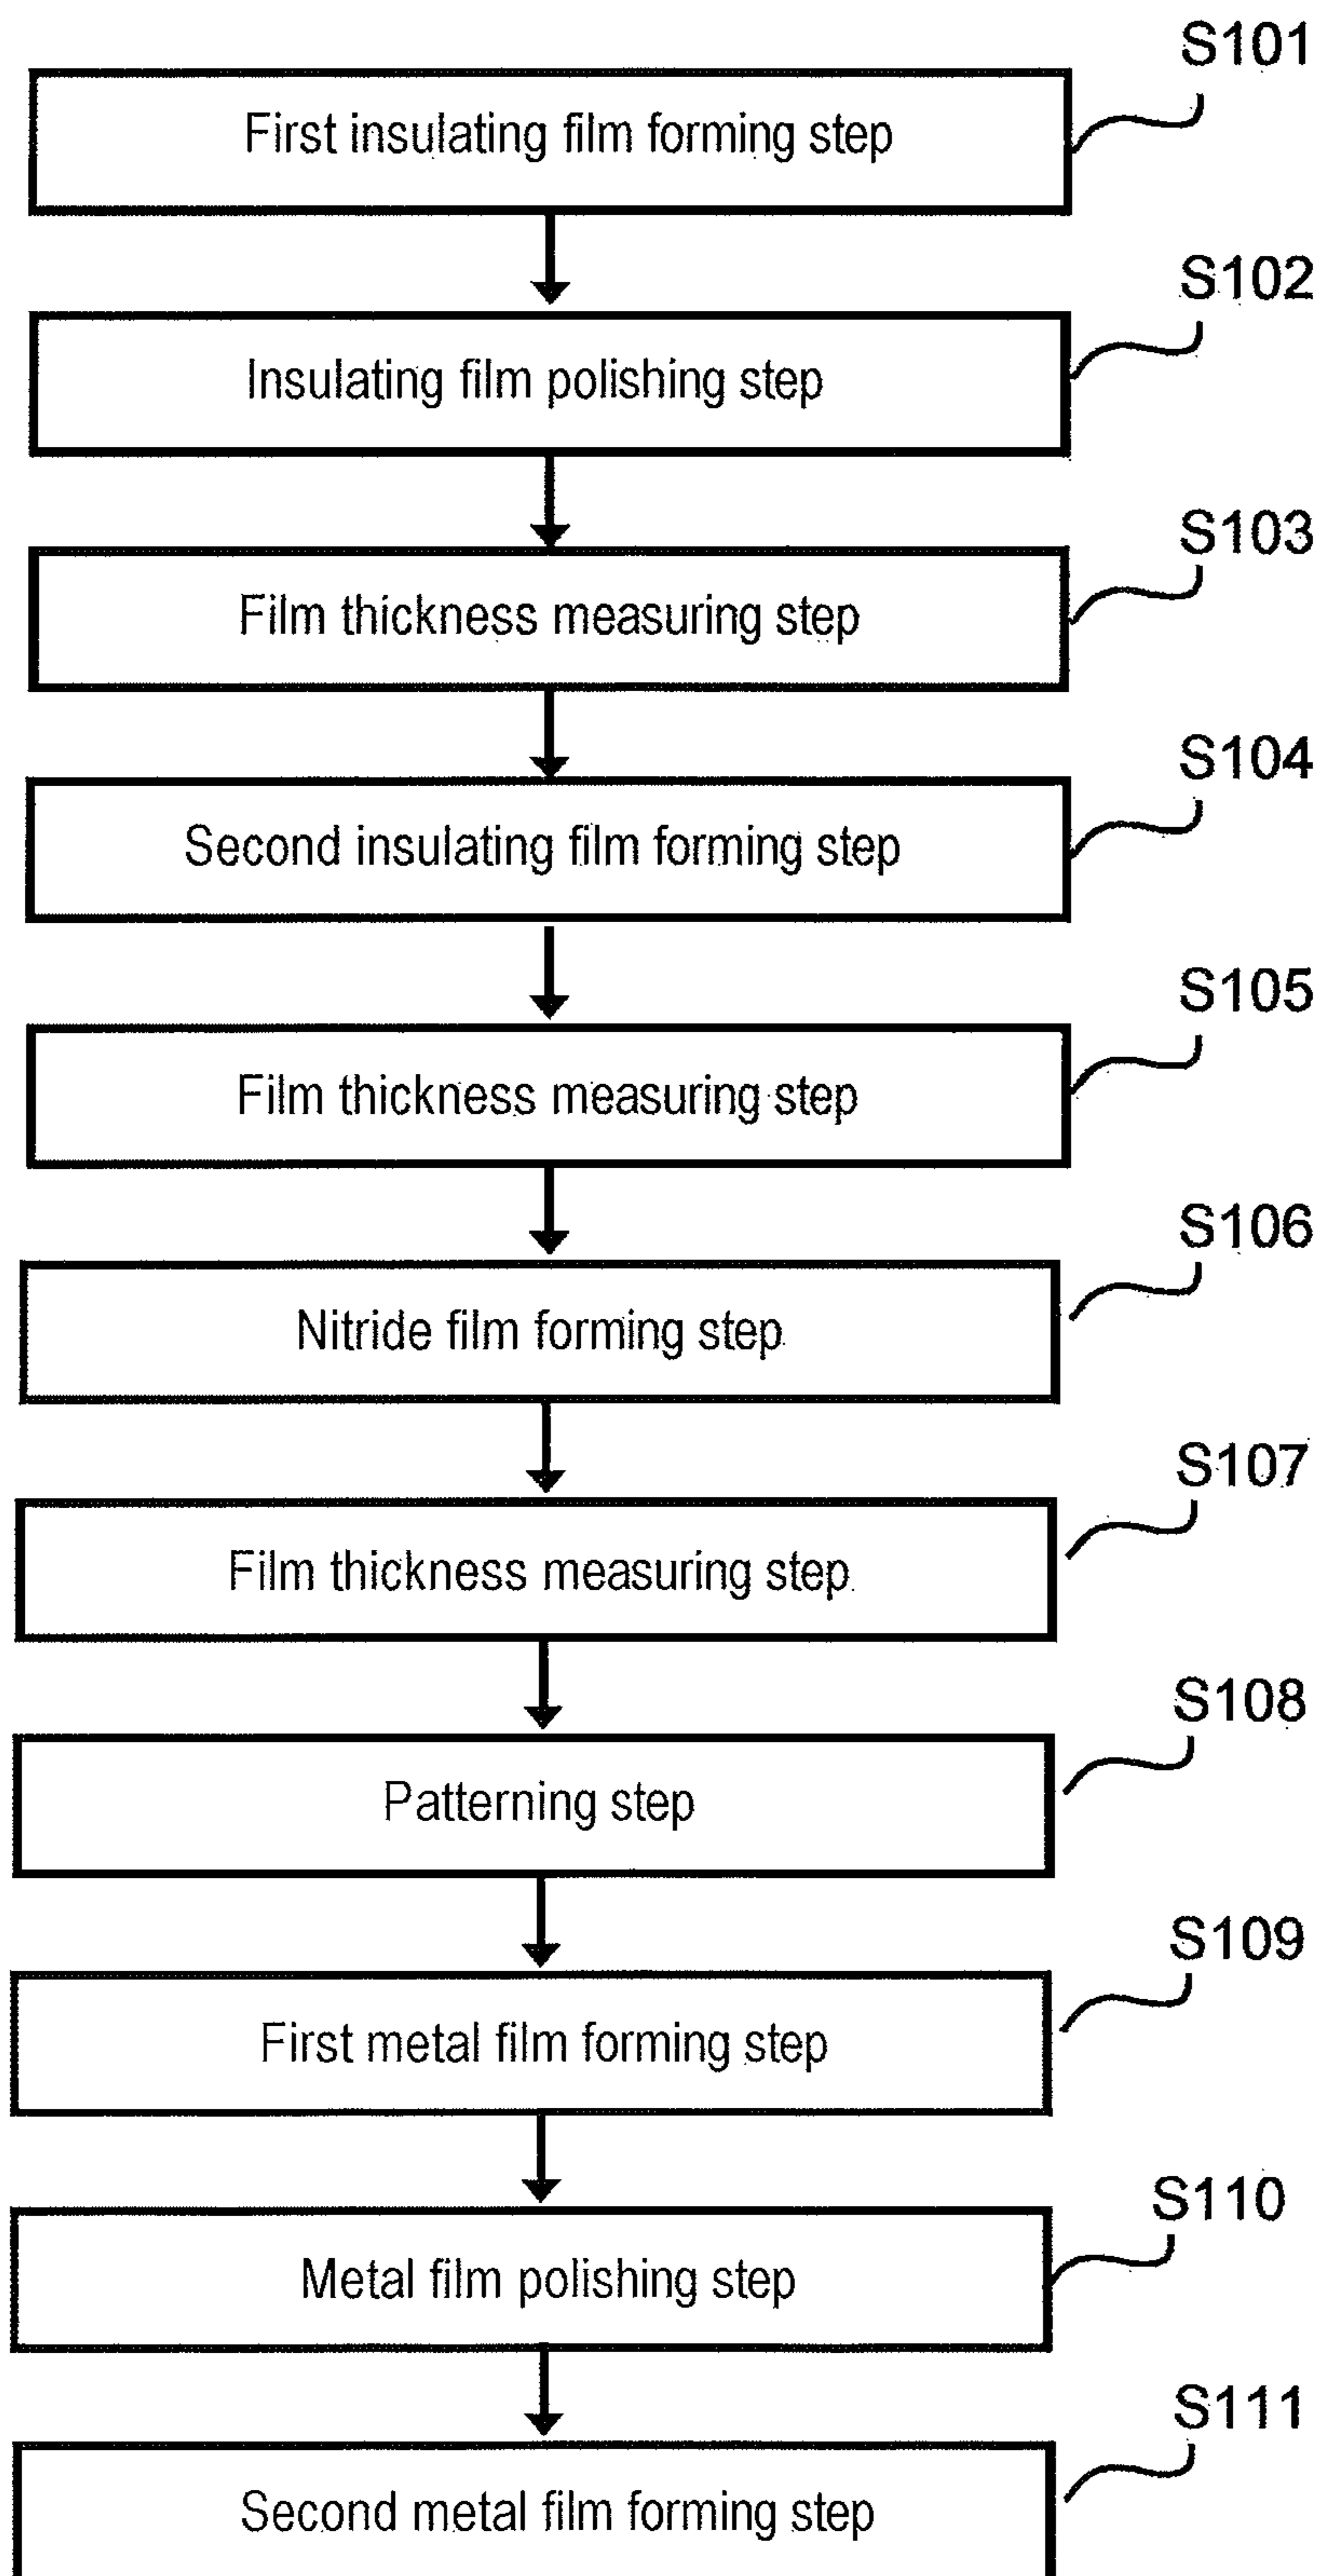 S101
First insulating film forming step
S102
Insulating film polishing step
S103
Film thickness measuring step
S104
Second insulating film forming step
S105
Film thickness measuring step
S106
Nitride film forming step
S107
Film thickness measuring step
S108
Patterning step
S109
First metal film forming step
S110
Metal film polishing step
S111
Second metal film forming step